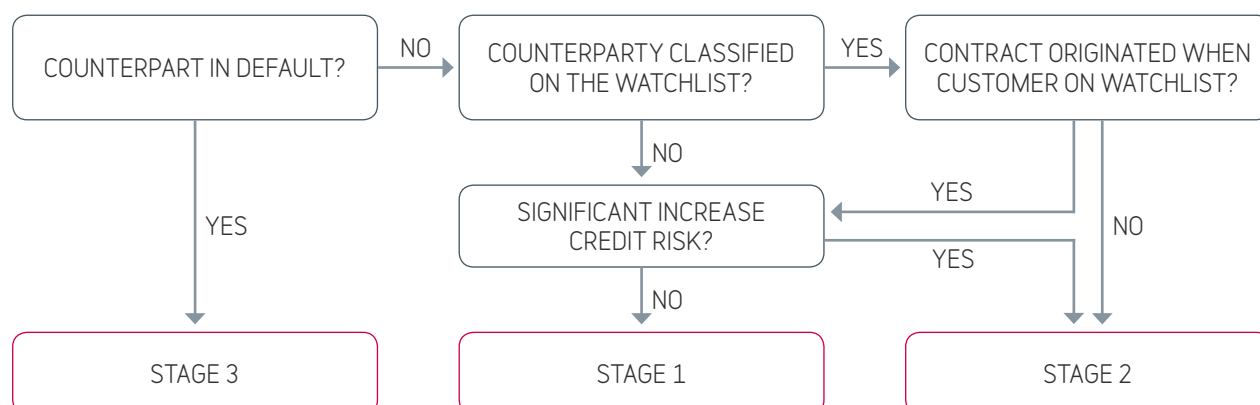 COUNTERPART IN DEFAULT?
NO
COUNTERPARTY CLASSIFIED
ON THE WATCHLIST?
YES
CONTRACT ORIGINATED WHEN
CUSTOMER ON WATCHLIST?
NO
YES
SIGNIFICANT INCREASE
CREDIT RISK?
YES
YES
NO
NO
STAGE 3
STAGE 1
STAGE 2